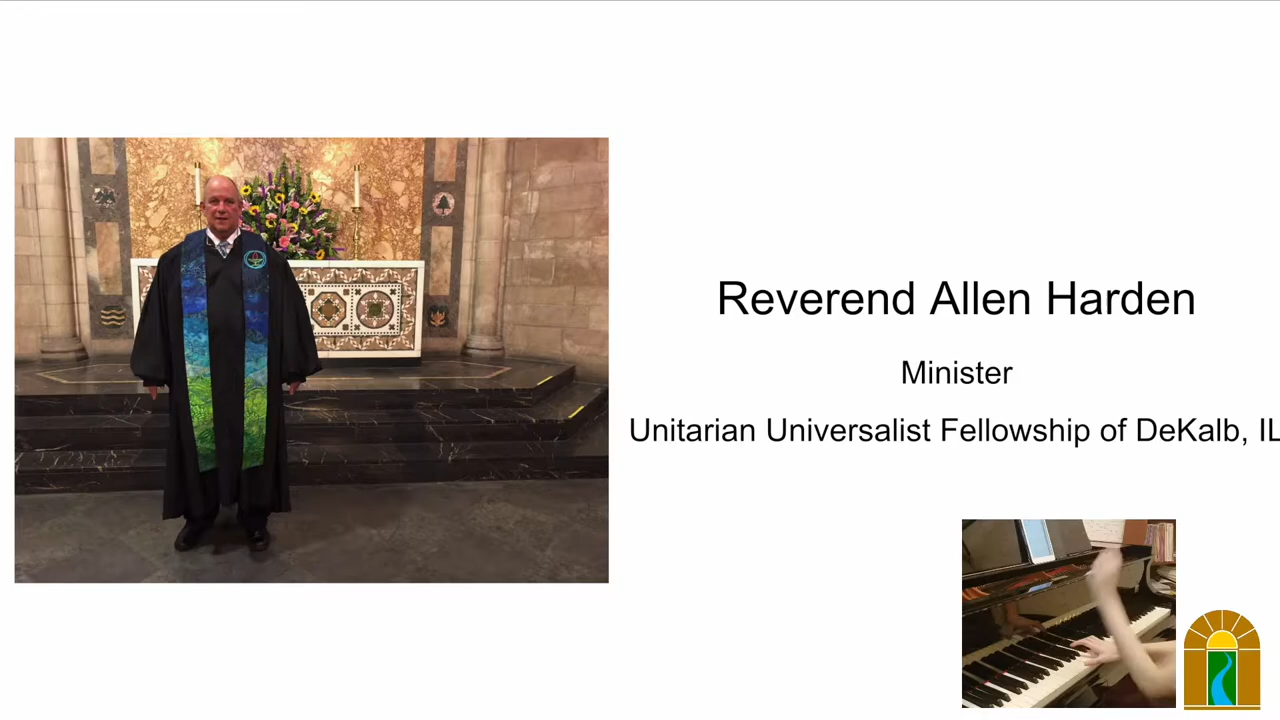 Reverend Allen Harden
Minister
Unitarian Universalist Fellowship of DeKalb, IL